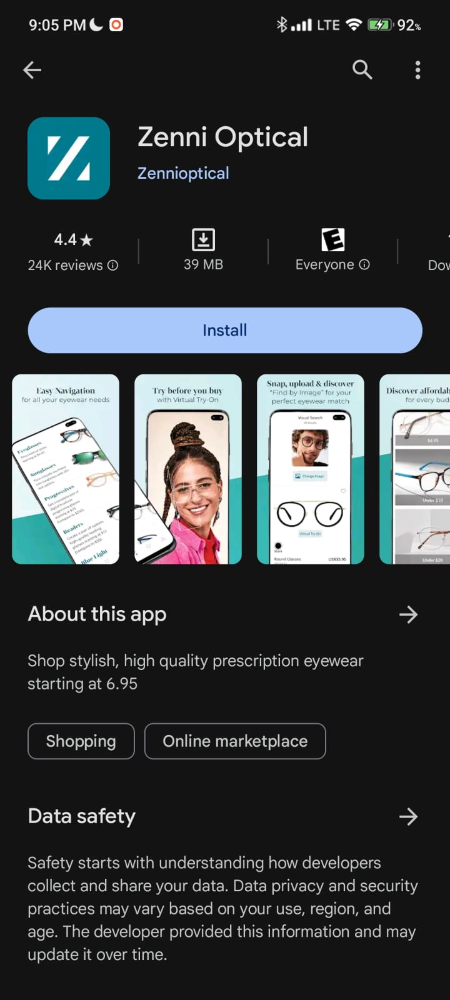 9:05 PM
LTE 92%
Zenni Optical
Zennioptical
4.4★
24K reviews
39 MB
E
Everyone
Dow
Install
Easy Navigation
for all your eyewear needs
Eyeglasses
Sunglasses
Progressives
Readers
Blue Light
Try before you buy
with Virtual Try-On
Snap, upload & discover
"Find by Image" for your
perfect eyewear match
Visual Search
Change Image
Virtual Try On
Black
Round Glasses
US$35.95
Discover affordab
for every bud
$6.95
Under $10
Under $20
About this app
Shop stylish, high quality prescription eyewear
starting at 6.95
Shopping
Online marketplace
Data safety
Safety starts with understanding how developers
collect and share your data. Data privacy and security
practices may vary based on your use, region, and
age. The developer provided this information and may
update it over time.